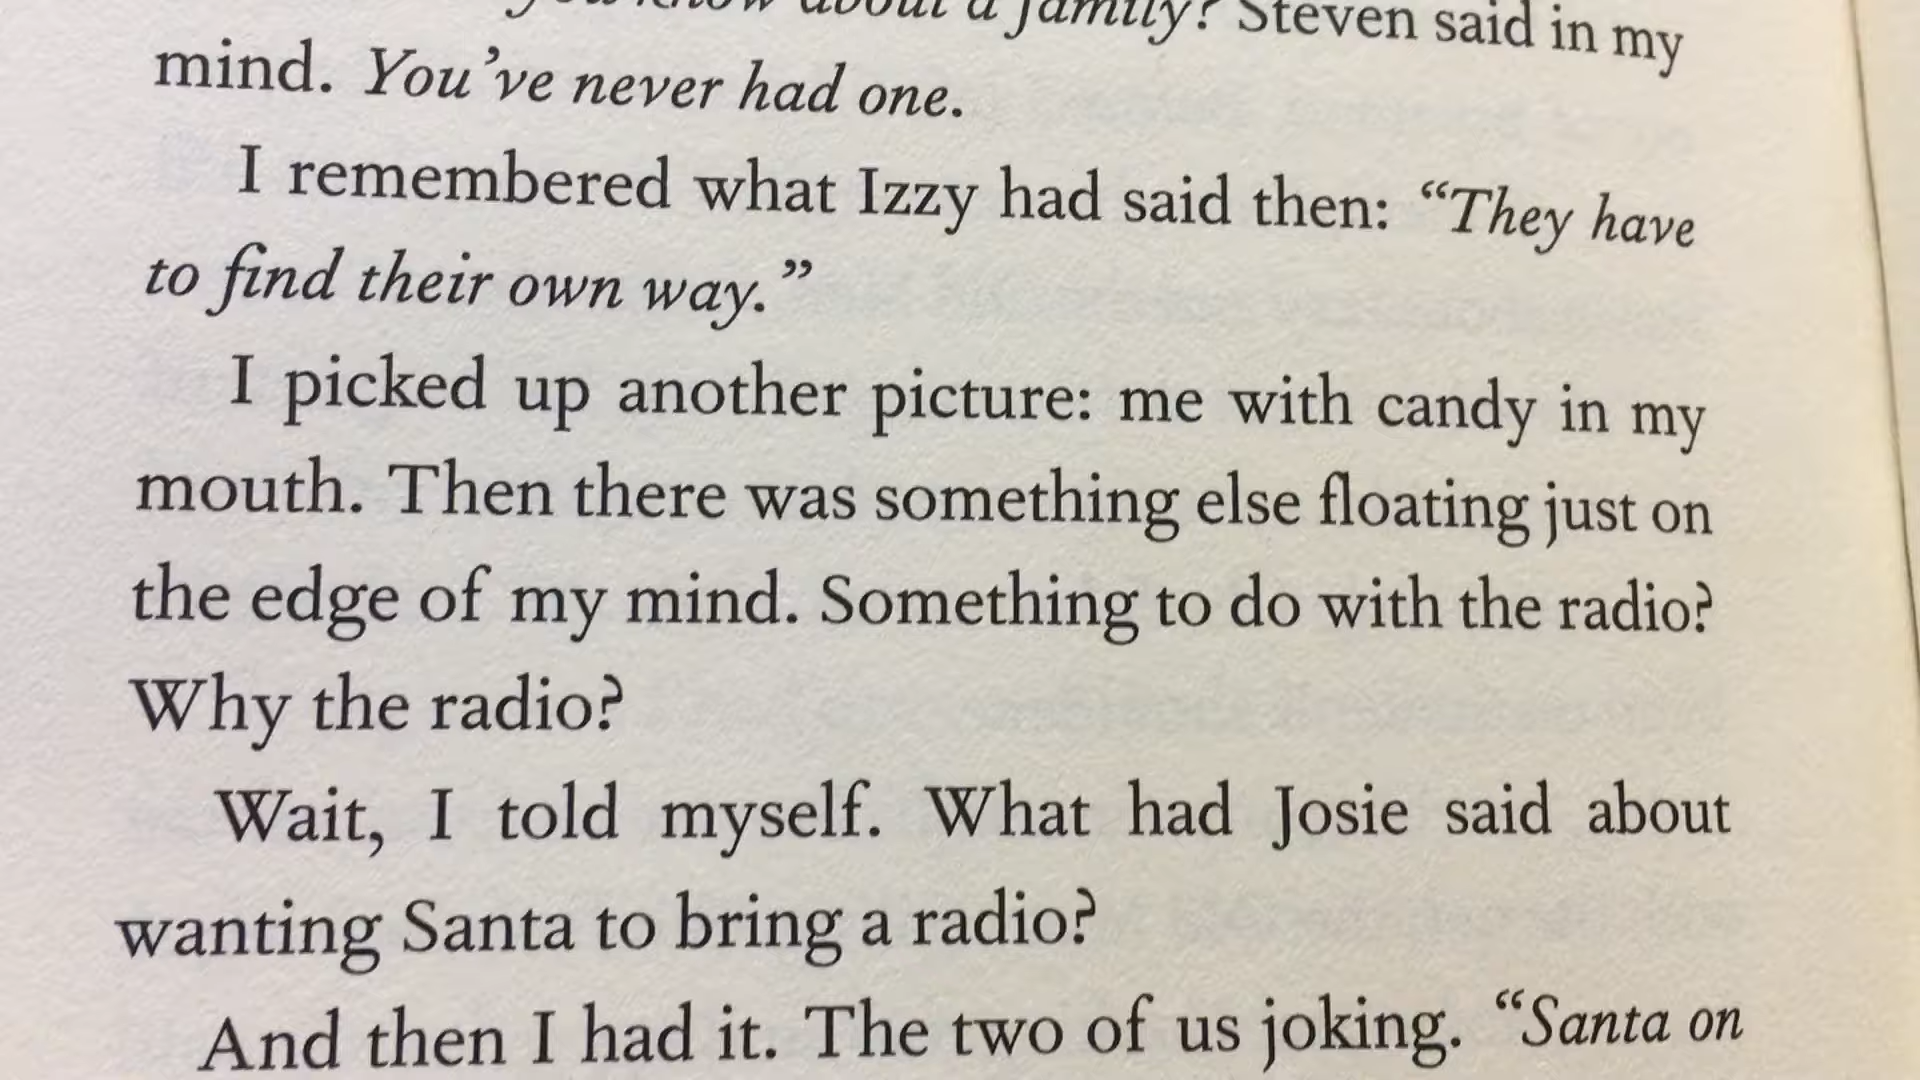 you know about a family? Steven said in my
mind. You’ve never had one.
I remembered what Izzy had said then: “They have
to find their own way.”
I picked up another picture: me with candy in my
mouth. Then there was something else floating just on
the edge of my mind. Something to do with the radio?
Why the radio?
Wait, I told myself. What had Josie said about
wanting Santa to bring a radio?
And then I had it. The two of us joking. “Santa on